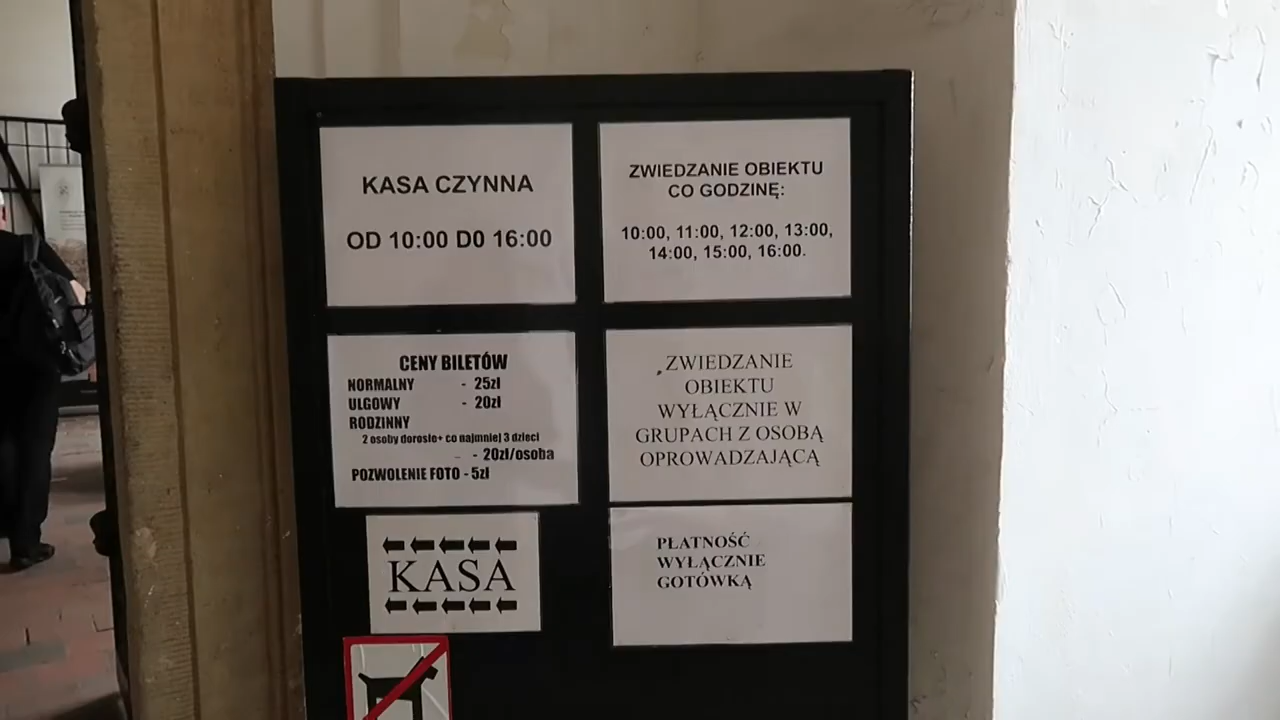 KASA CZYNNA
OD 10:00 D0 16:00
ZWIEDZANIE OBIEKTU
CO GODZINĘ:
10:00, 11:00, 12:00, 13:00,
14:00, 15:00, 16:00.
CENY BILETÓW
NORMALNY - 25zł
ULGOWY - 20zł
RODZINNY
2 osoby dorosłe+ co najmniej 3 dzieci
- 20zł/osoba
POZWOLENIE FOTO - 5zł
ZWIEDZANIE
OBIEKTU
WYŁĄCZNIE W
GRUPACH Z OSOBĄ
OPROWADZAJĄCĄ
KASA
PŁATNOŚĆ
WYŁĄCZNIE
GOTÓWKĄ